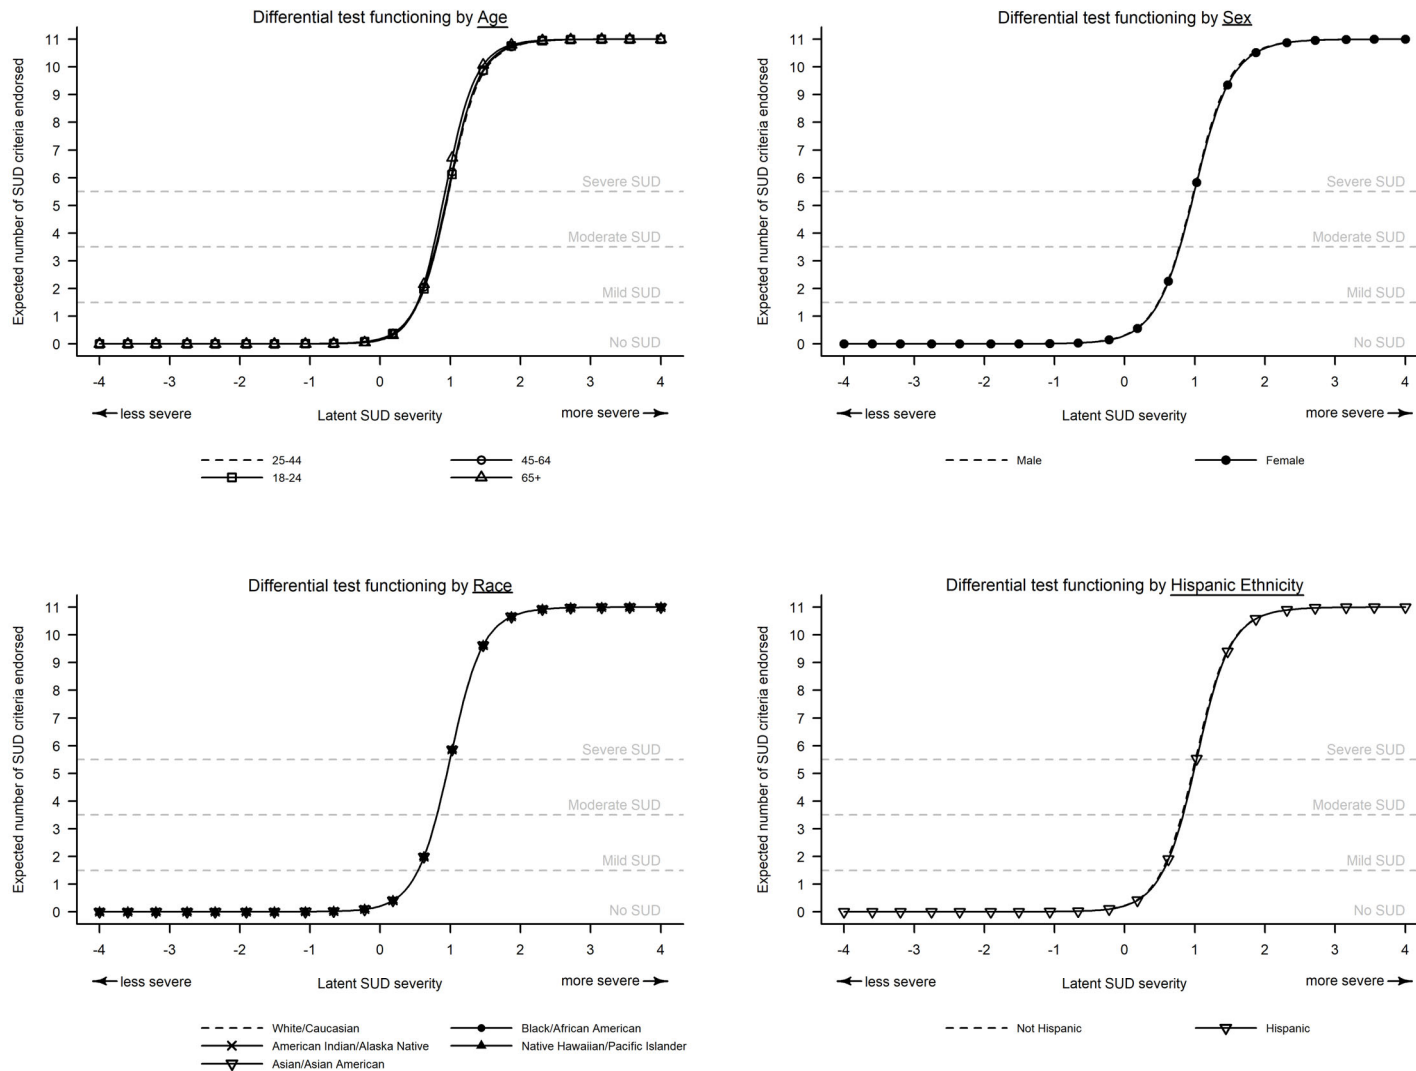 Differential test functioning by Age
Expected number of SUD criteria endorsed
11
10
9
8
7
6
5
4
3
2
1
0
Severe SUD
Moderate SUD
Mild SUD
No SUD
-4 -3 -2 -1 0 1 2 3 4
less severe Latent SUD severity more severe
25-44 45-64
18-24 65+
Differential test functioning by Sex
Expected number of SUD criteria endorsed
11
10
9
8
7
6
5
4
3
2
1
0
Severe SUD
Moderate SUD
Mild SUD
No SUD
-4 -3 -2 -1 0 1 2 3 4
less severe Latent SUD severity more severe
Male Female
Differential test functioning by Race
Expected number of SUD criteria endorsed
11
10
9
8
7
6
5
4
3
2
1
0
Severe SUD
Moderate SUD
Mild SUD
No SUD
-4 -3 -2 -1 0 1 2 3 4
less severe Latent SUD severity more severe
White/Caucasian Black/African American
American Indian/Alaska Native Native Hawaiian/Pacific Islander
Asian/Asian American
Differential test functioning by Hispanic Ethnicity
Expected number of SUD criteria endorsed
11
10
9
8
7
6
5
4
3
2
1
0
Severe SUD
Moderate SUD
Mild SUD
No SUD
-4 -3 -2 -1 0 1 2 3 4
less severe Latent SUD severity more severe
Not Hispanic Hispanic